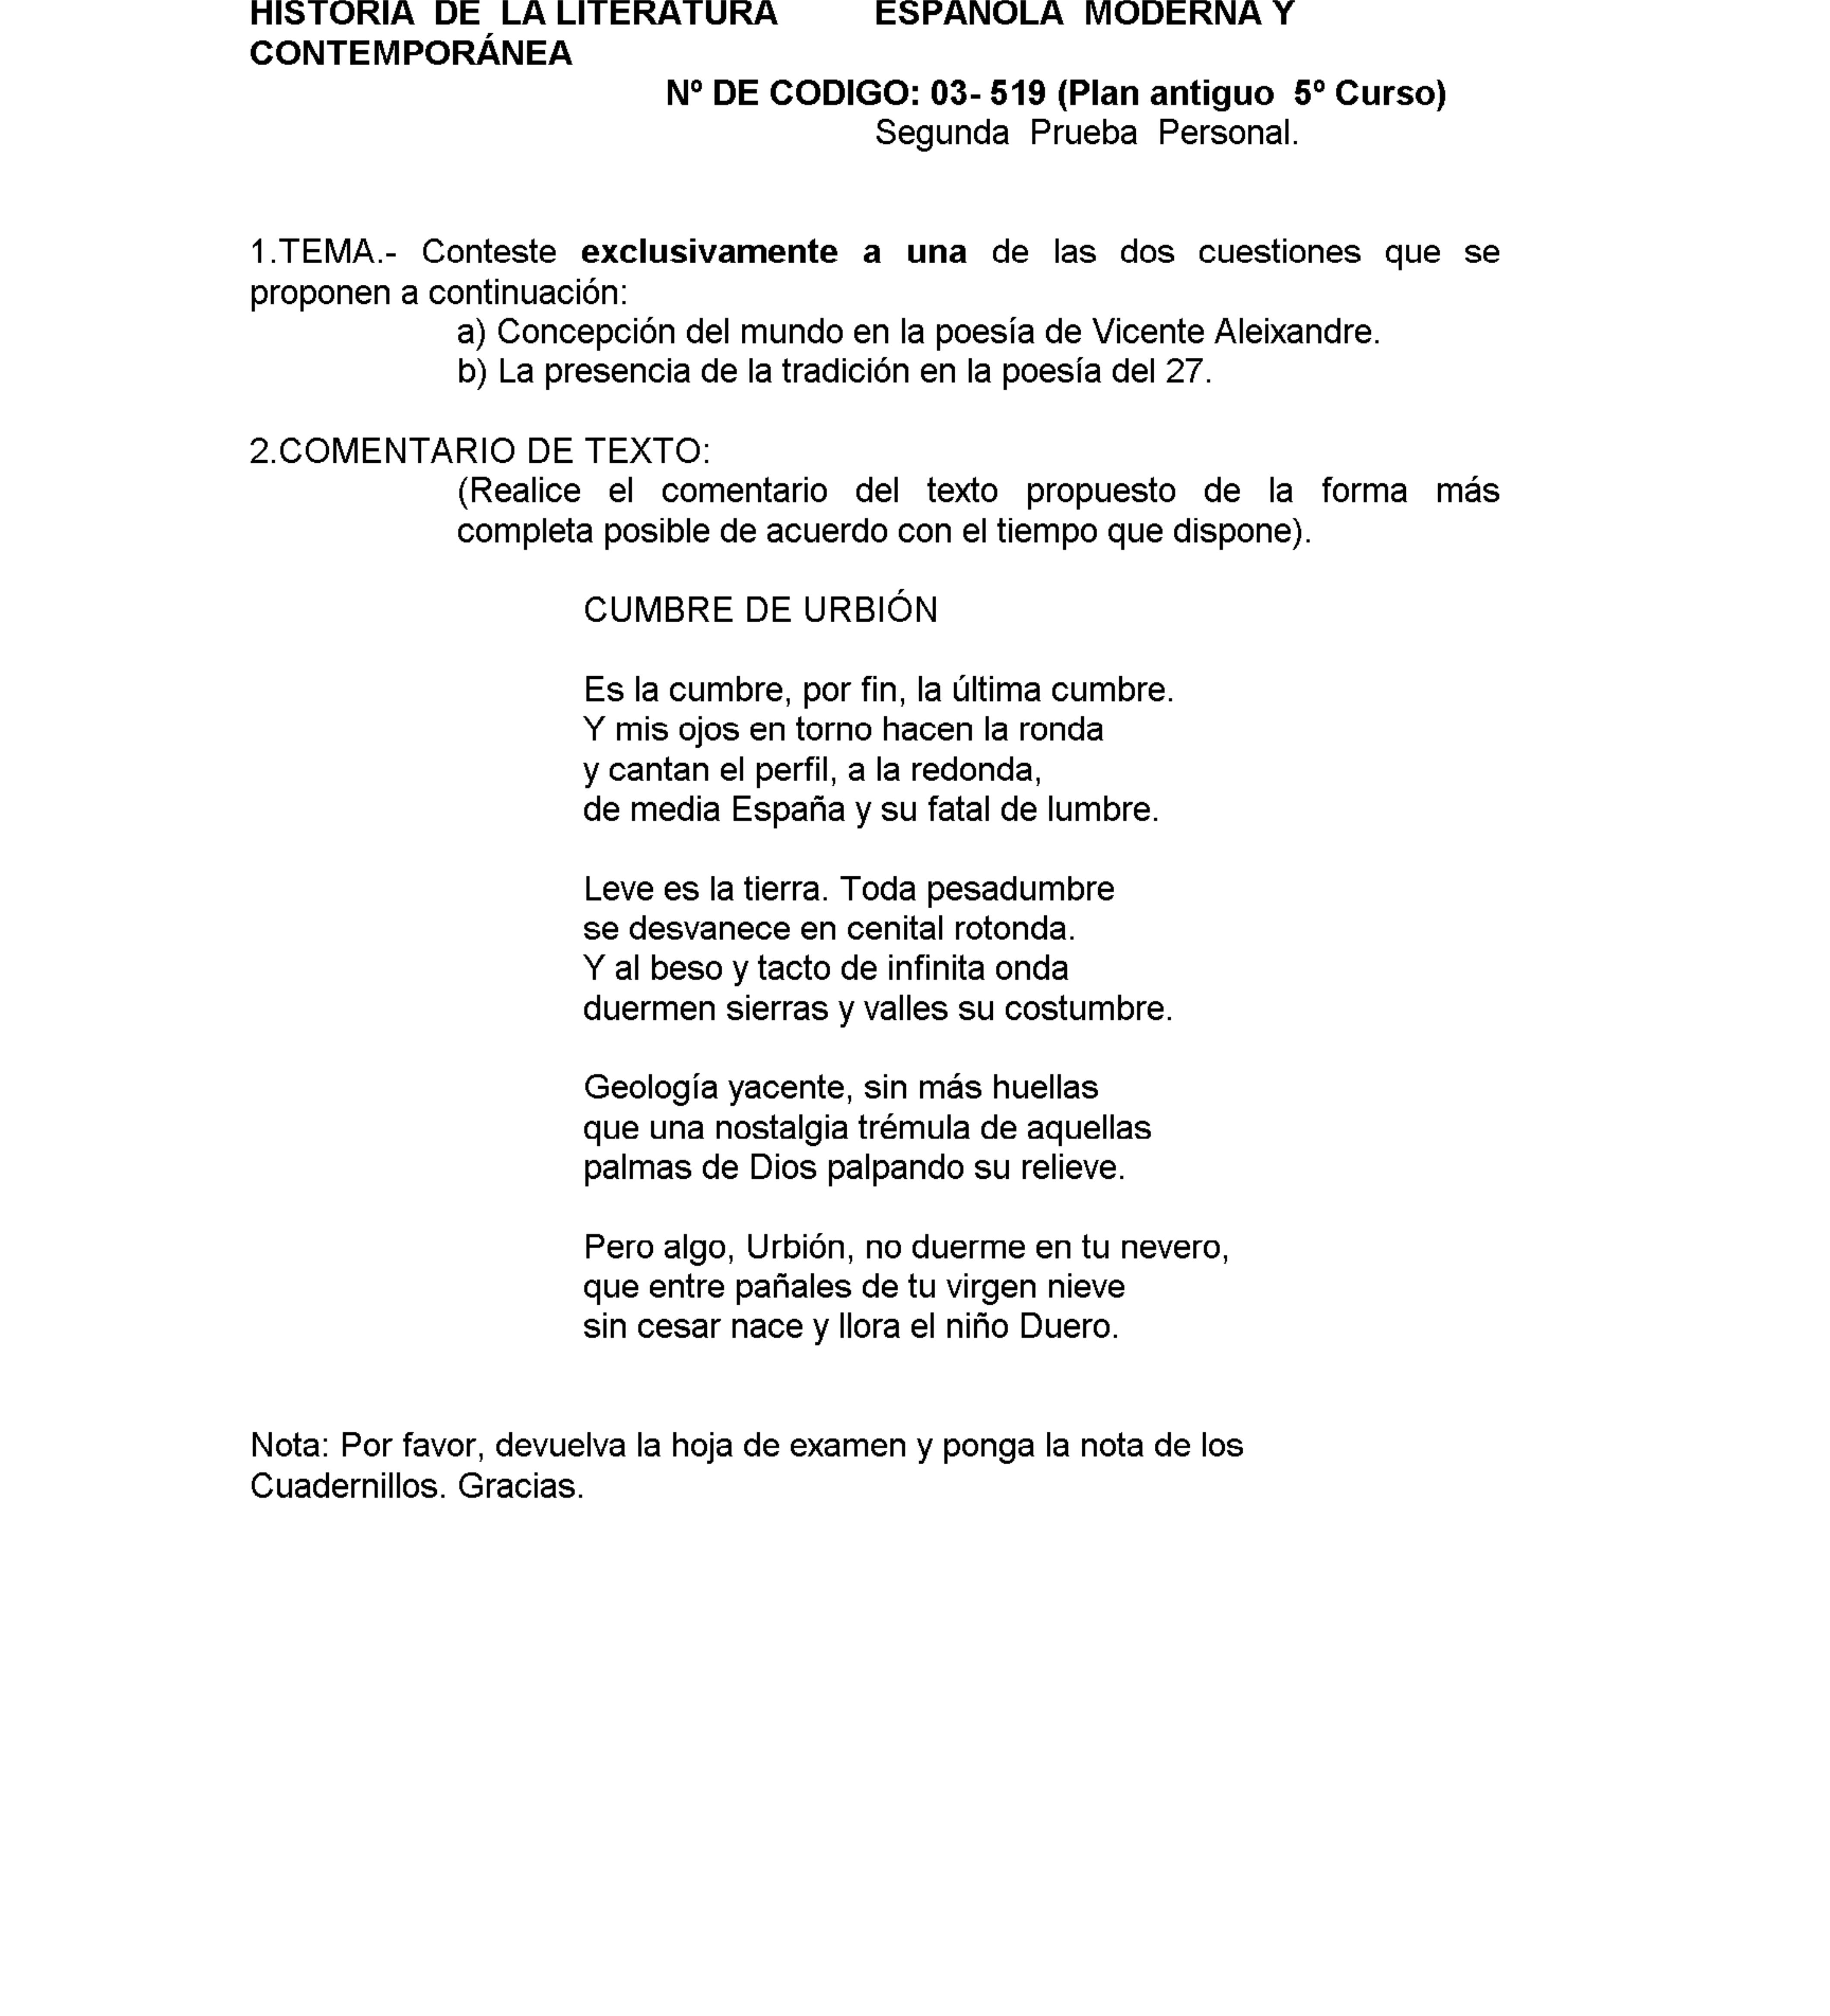 HISTORIA DE LA LITERATURA ESPAÑOLA MODERNA Y
CONTEMPORÁNEA
Nº DE CODIGO: 03- 519 (Plan antiguo 5º Curso)
Segunda Prueba Personal.
1.TEMA.- Conteste exclusivamente a una de las dos cuestiones que se
proponen a continuación:
a) Concepción del mundo en la poesía de Vicente Aleixandre.
b) La presencia de la tradición en la poesía del 27.
2.COMENTARIO DE TEXTO:
(Realice el comentario del texto propuesto de la forma más
completa posible de acuerdo con el tiempo que dispone).
CUMBRE DE URBIÓN
Es la cumbre, por fin, la última cumbre.
Y mis ojos en torno hacen la ronda
y cantan el perfil, a la redonda,
de media España y su fatal de lumbre.
Leve es la tierra. Toda pesadumbre
se desvanece en cenital rotonda.
Y al beso y tacto de infinita onda
duermen sierras y valles su costumbre.
Geología yacente, sin más huellas
que una nostalgia trémula de aquellas
palmas de Dios palpando su relieve.
Pero algo, Urbión, no duerme en tu nevero,
que entre pañales de tu virgen nieve
sin cesar nace y llora el niño Duero.
Nota: Por favor, devuelva la hoja de examen y ponga la nota de los
Cuadernillos. Gracias.